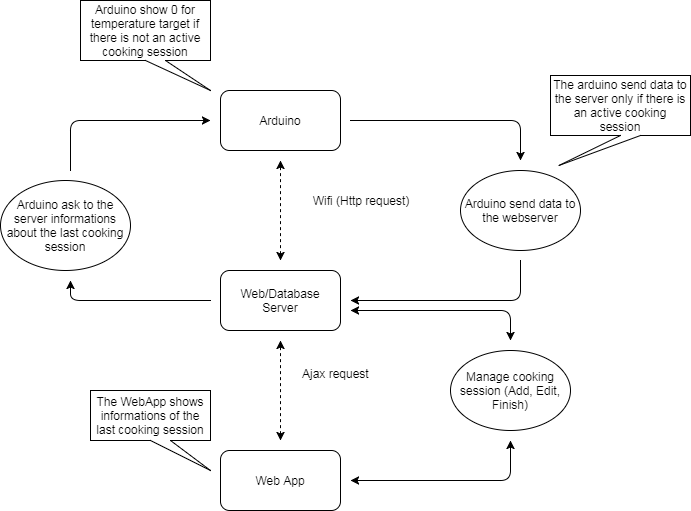 Arduino show 0 for
temperature target if
there is not an active
cooking session
Arduino
The arduino send data to
the server only if there is
an active cooking
session
Wifi (Http request)
Arduino ask to the
server informations
about the last cooking
session
Arduino send data to
the webserver
Web/Database
Server
Ajax request
Manage cooking
session (Add, Edit,
Finish)
The WebApp shows
informations of the
last cooking session
Web App